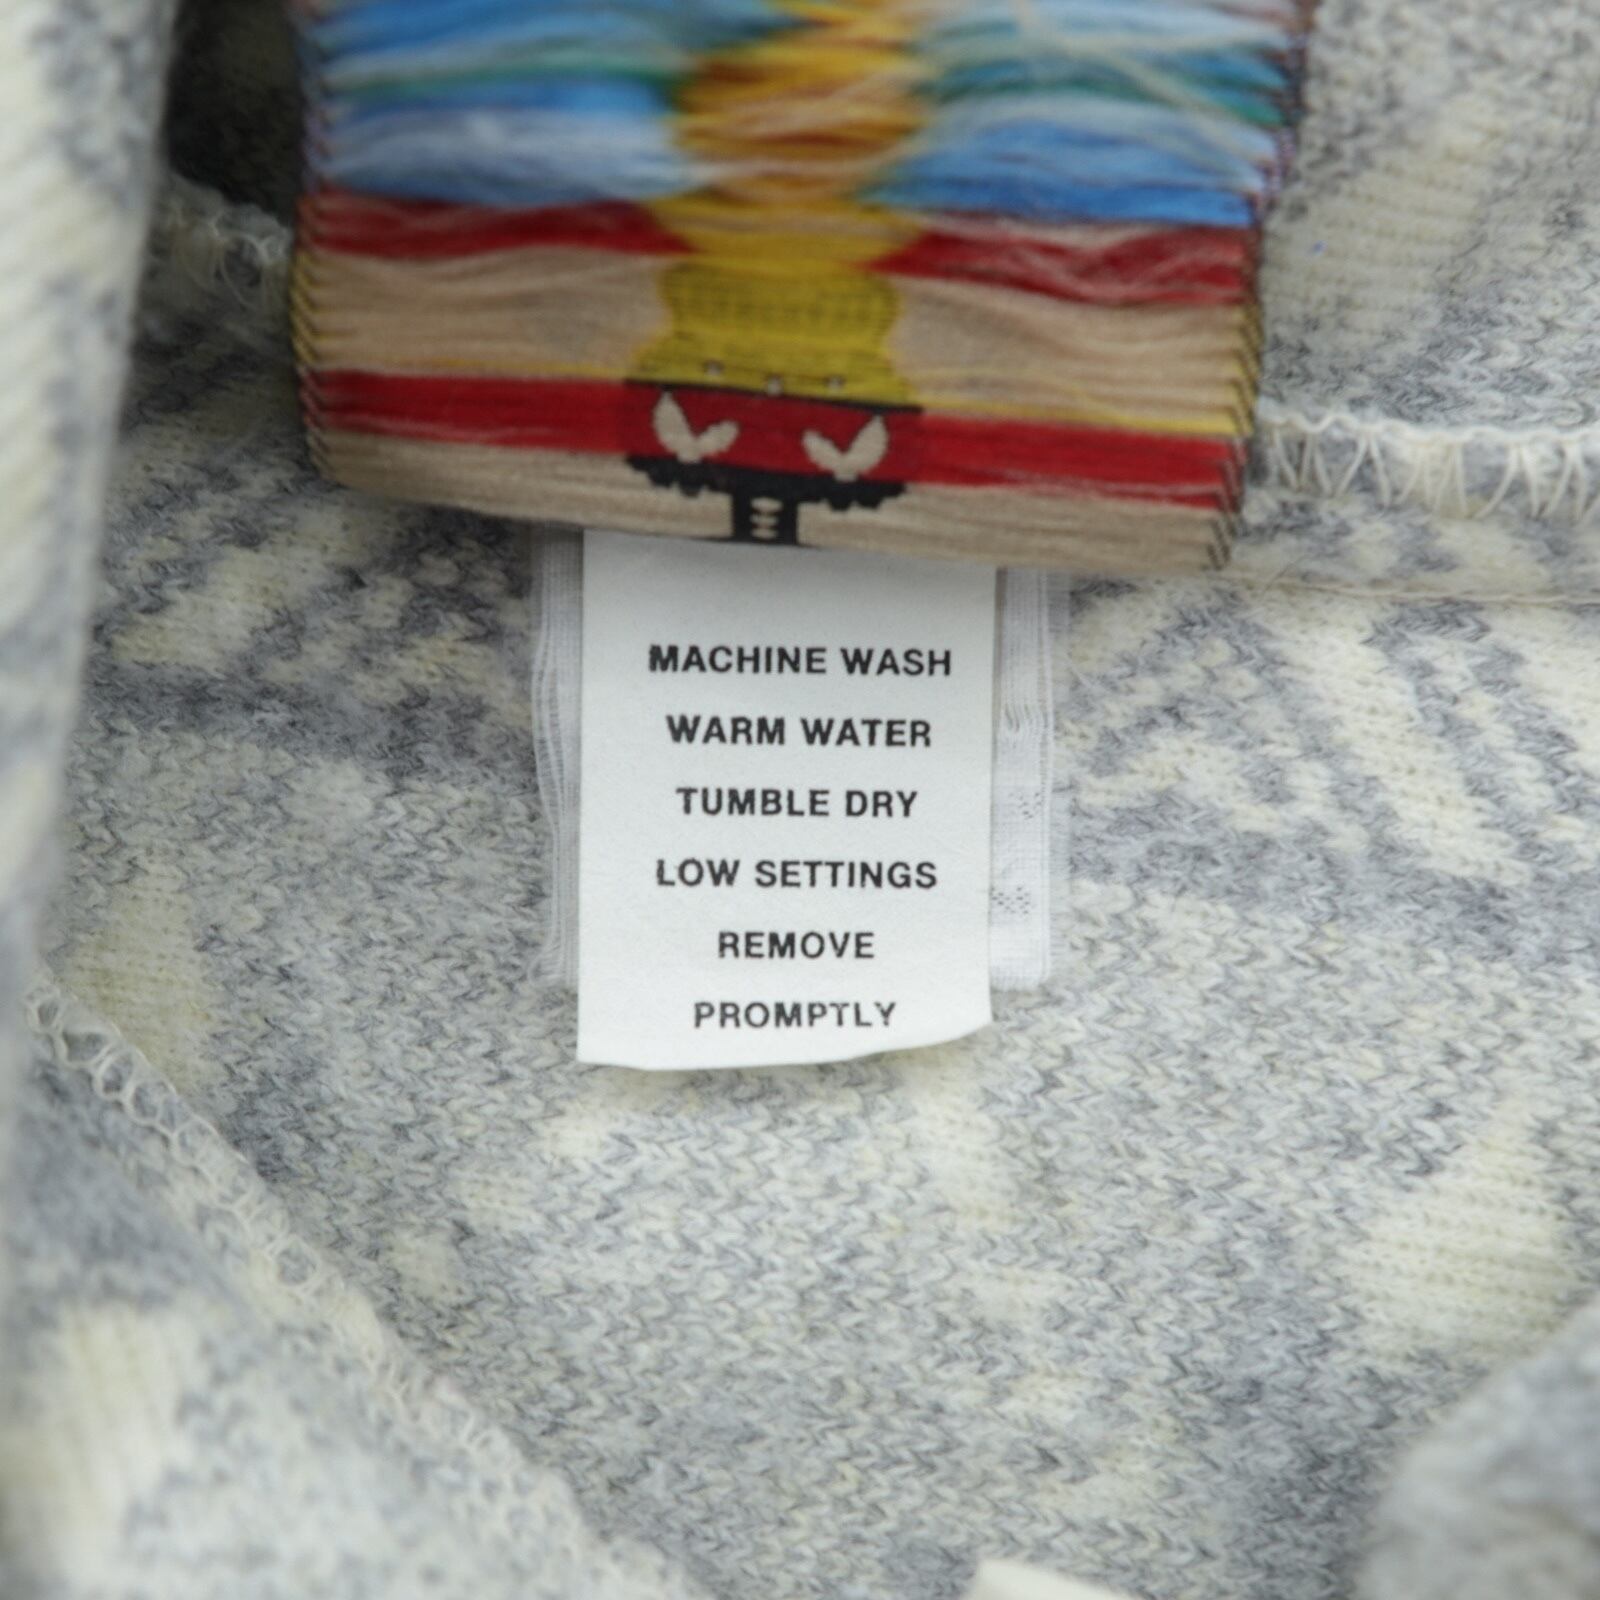 MACHINE WASH
WARM WATER
TUMBLE DRY
LOW SETTINGS
REMOVE
PROMPTLY